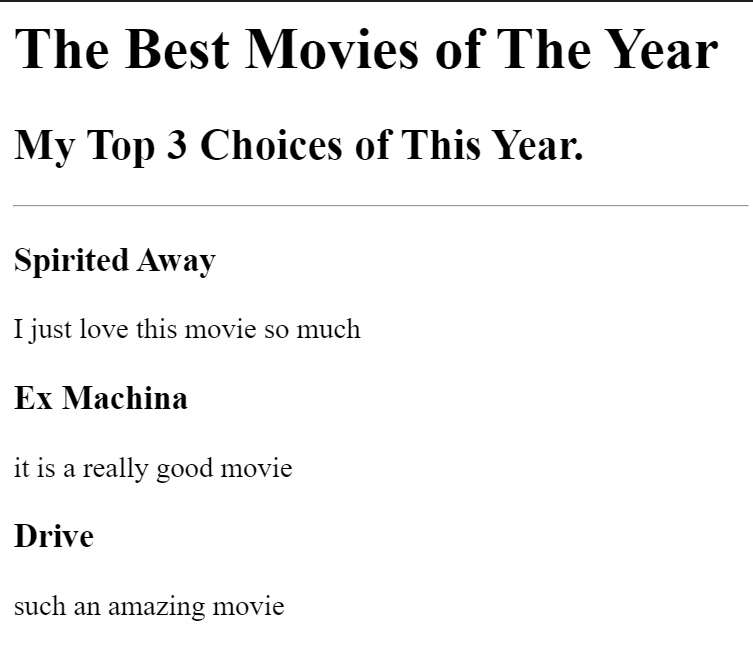 The Best Movies of The Year
My Top 3 Choices of This Year.
Spirited Away
I just love this movie so much
Ex Machina
it is a really good movie
Drive
such an amazing movie